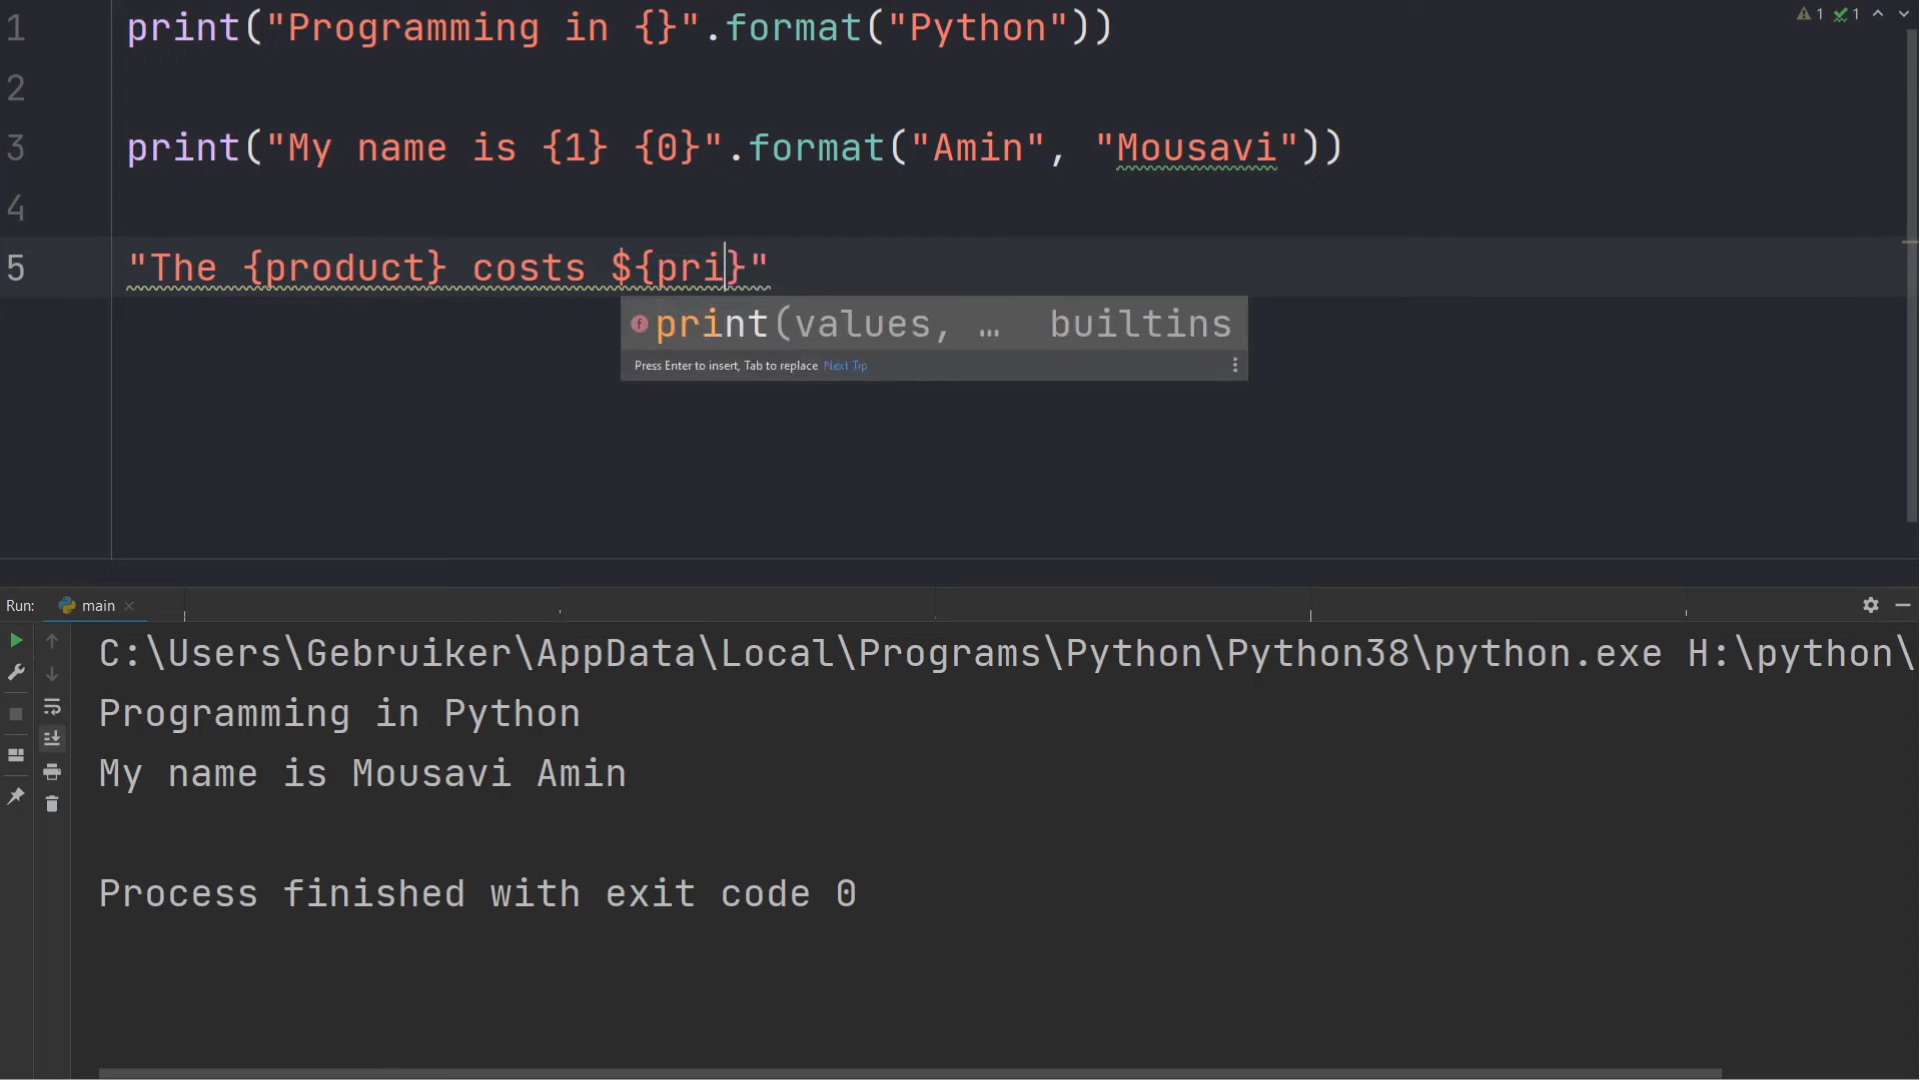 1 print("Programming in {}".format("Python"))
⚠1 ✓1
2
3 print("My name is {1} {0}".format("Amin", "Mousavi"))
4
5 "The {product} costs ${pri}"
f print(values, … builtins
Press Enter to insert, Tab to replace Next Tip
Run: main
C:\Users\Gebruiker\AppData\Local\Programs\Python\Python38\python.exe H:\python\
Programming in Python
My name is Mousavi Amin
Process finished with exit code 0